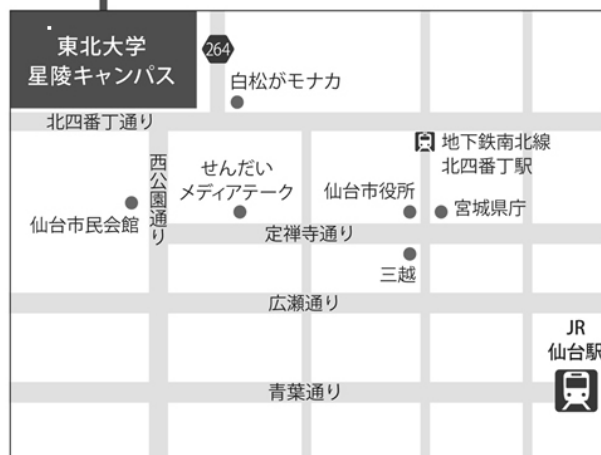 東北大学
星陵キャンパス
264
白松がモナカ
北四番丁通り
地下鉄南北線
北四番丁駅
西公園通り
せんだい
メディアテーク
仙台市役所
宮城県庁
仙台市民会館
定禅寺通り
三越
広瀬通り
JR
仙台駅
青葉通り